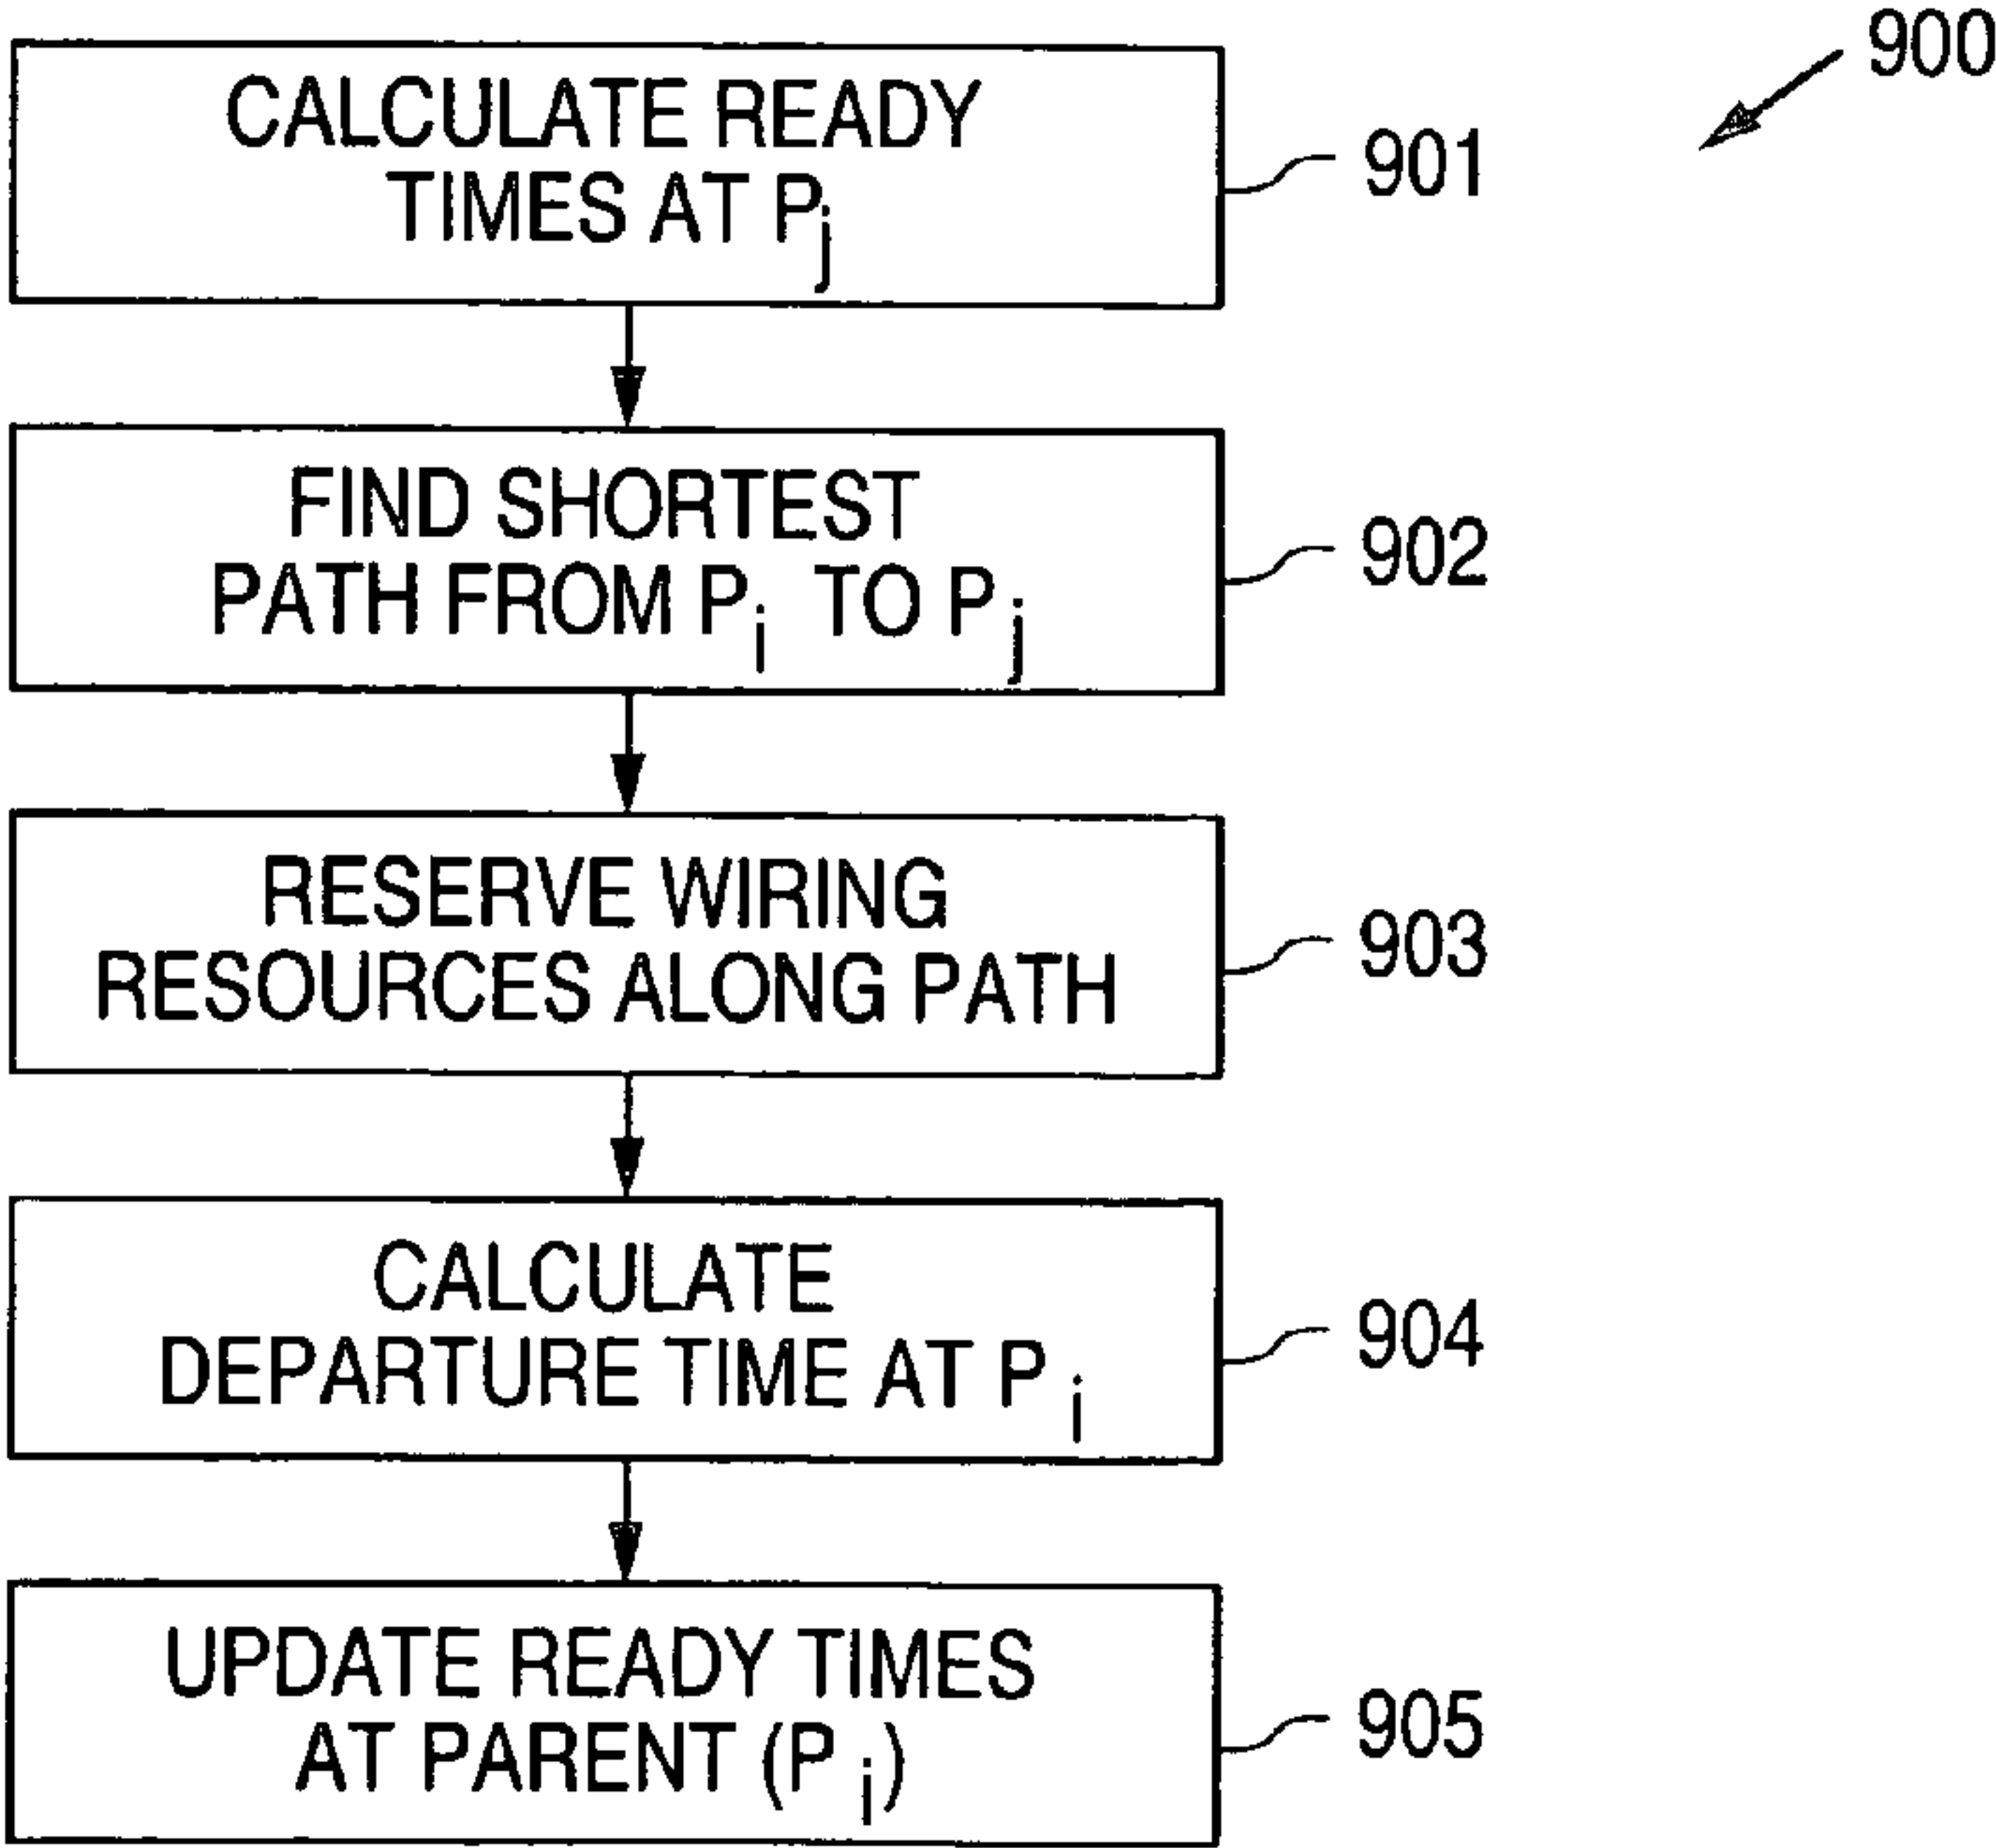 900
CALCULATE READY
TIMES AT Pj
901
FIND SHORTEST
PATH FROM Pi TO Pj
902
RESERVE WIRING
RESOURCES ALONG PATH
903
CALCULATE
DEPARTURE TIME AT Pi
904
UPDATE READY TIMES
AT PARENT (Pi)
905